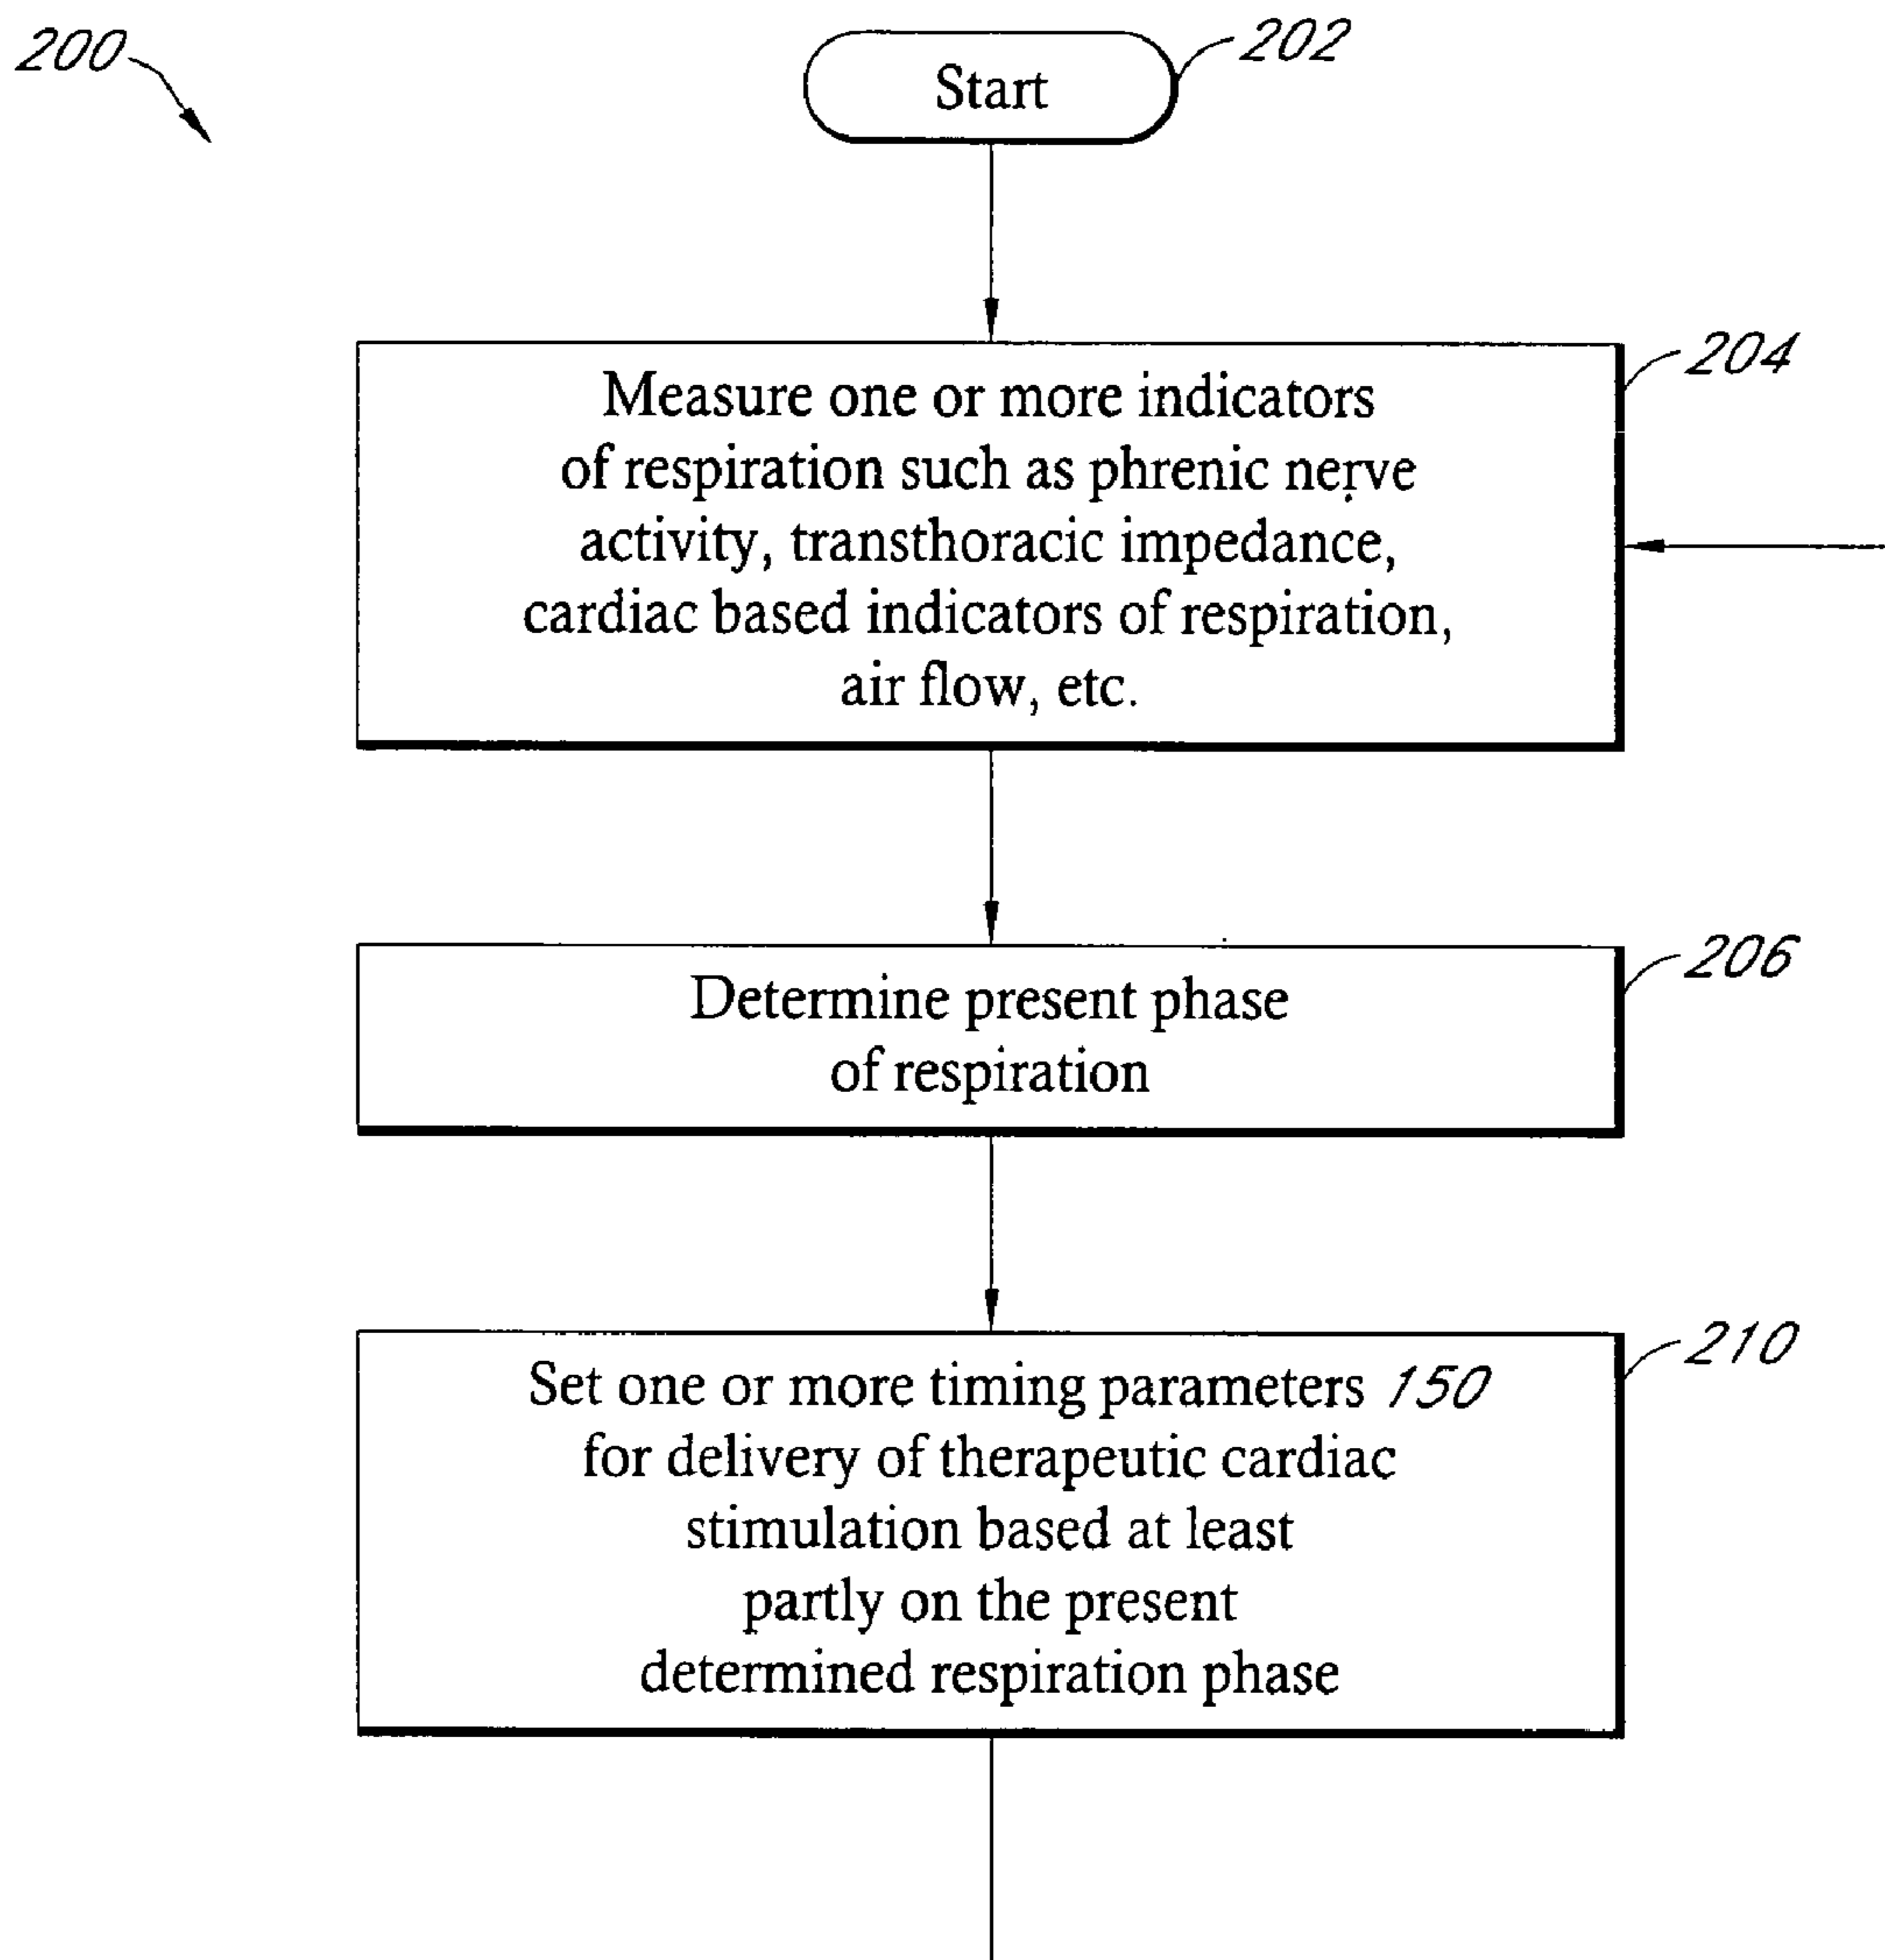 200
Start
202
Measure one or more indicators
of respiration such as phrenic nerve
activity, transthoracic impedance,
cardiac based indicators of respiration,
air flow, etc.
204
Determine present phase
of respiration
206
Set one or more timing parameters 150
for delivery of therapeutic cardiac
stimulation based at least
partly on the present
determined respiration phase
210